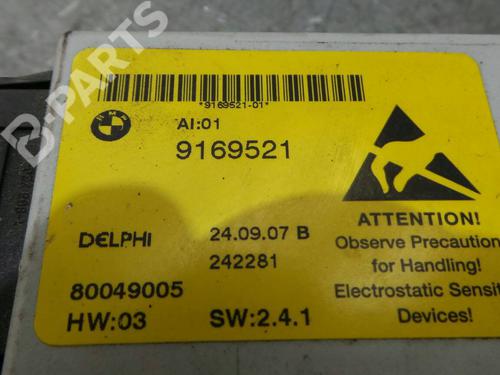 B-PARTS
*9169521-01*
BMW
AI:01
9169521
DELPHI
24.09.07 B
242281
80049005
HW:03
SW:2.4.1
ATTENTION!
Observe Precaution
for Handling!
Electrostatic Sensit
Devices!